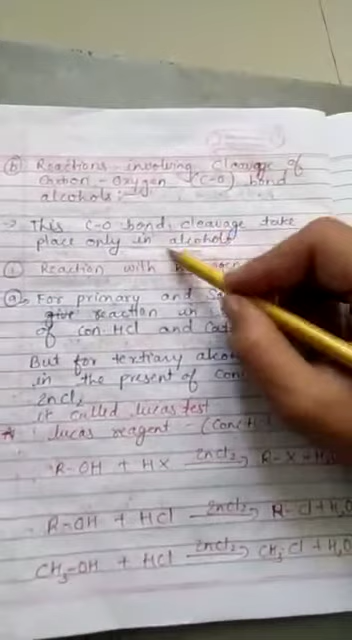 (b) Reactions involving Cleavage of
Carbon - Oxygen (C-O) bond
alcohols:-
→ This C-O bond, cleavage take
place only in alcohols
(1) Reaction with
(a) For primary and
give reaction in
of con. HCl and
But for tertiary
in the present of Con
ZnCl2
it called lucas test
* lucas reagent - (Conc.H
R-OH + HX ZnCl2→ R-X + H2
R-OH + HCl ZnCl2→ R-Cl + H2O
CH3-OH + HCl ZnCl2→ CH3Cl + H2O